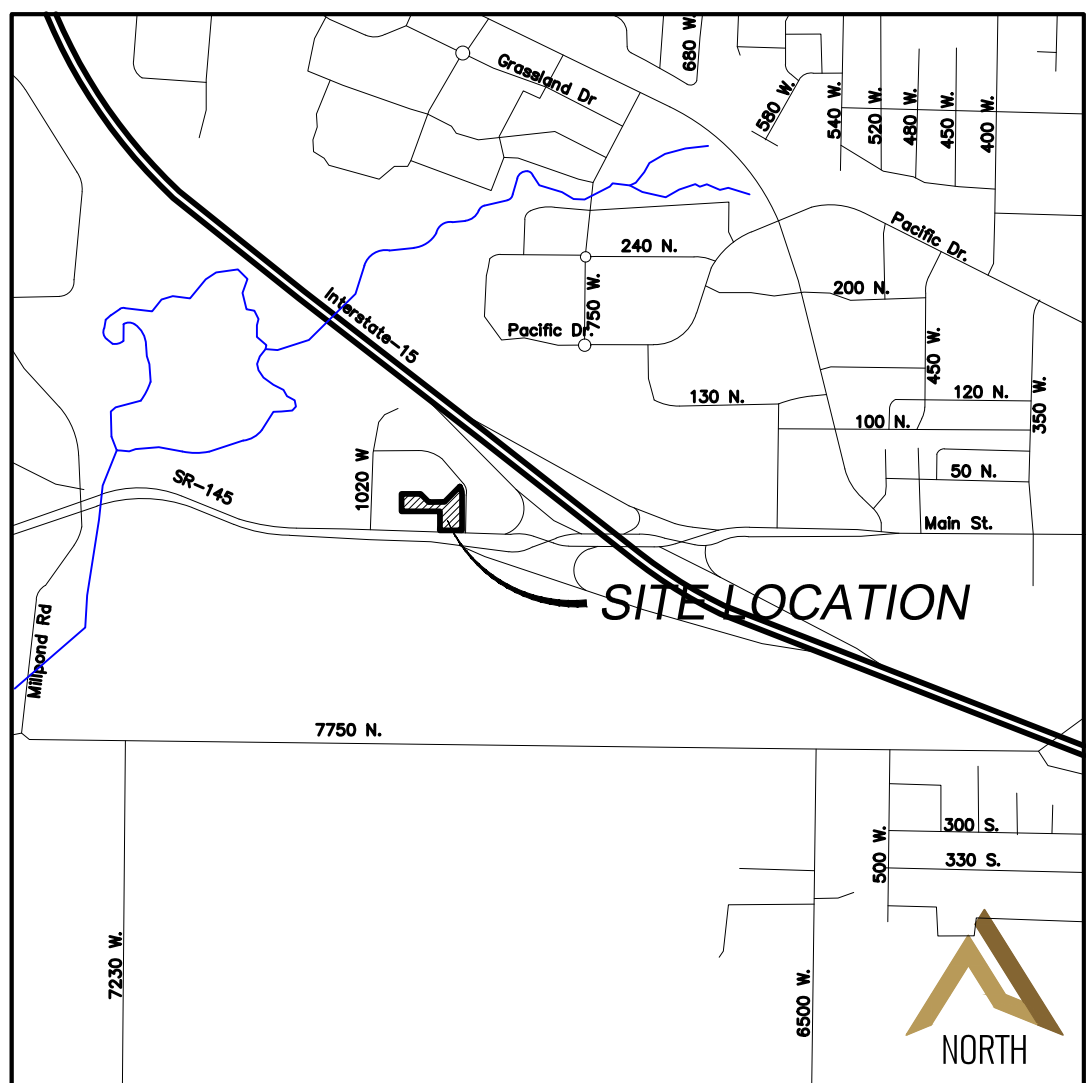 680 W.
Grassland Dr
580 W.
540 W.
520 W.
480 W.
450 W.
400 W.
Pacific Dr.
240 N.
200 N.
750 W.
Interstate-15
Pacific Dr.
450 W.
130 N.
120 N.
350 W.
100 N.
50 N.
1020 W
SR-145
Main St.
SITE LOCATION
Millpond Rd
7750 N.
300 S.
500 W.
330 S.
7230 W.
6500 W.
NORTH